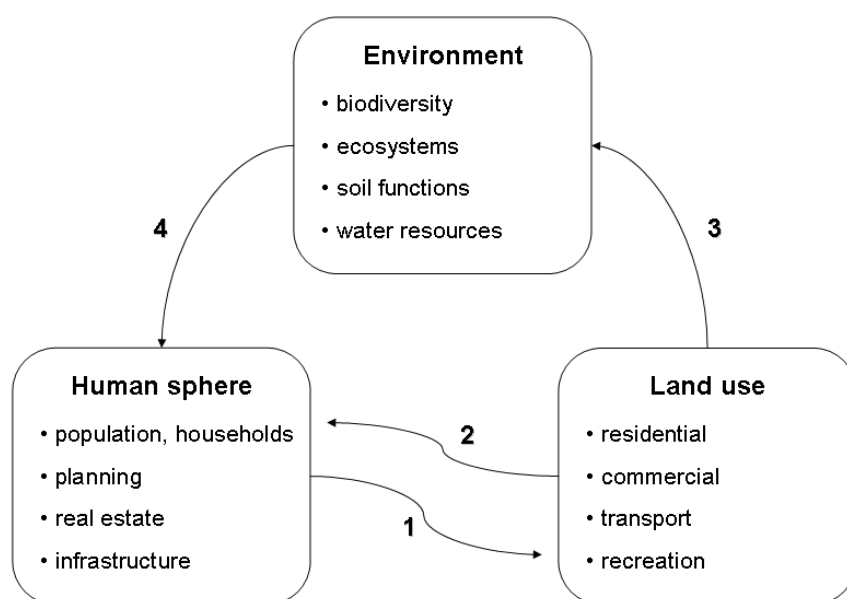 Environment
• biodiversity
• ecosystems
• soil functions
• water resources
4
3
Human sphere
• population, households
• planning
• real estate
• infrastructure
2
1
Land use
• residential
• commercial
• transport
• recreation